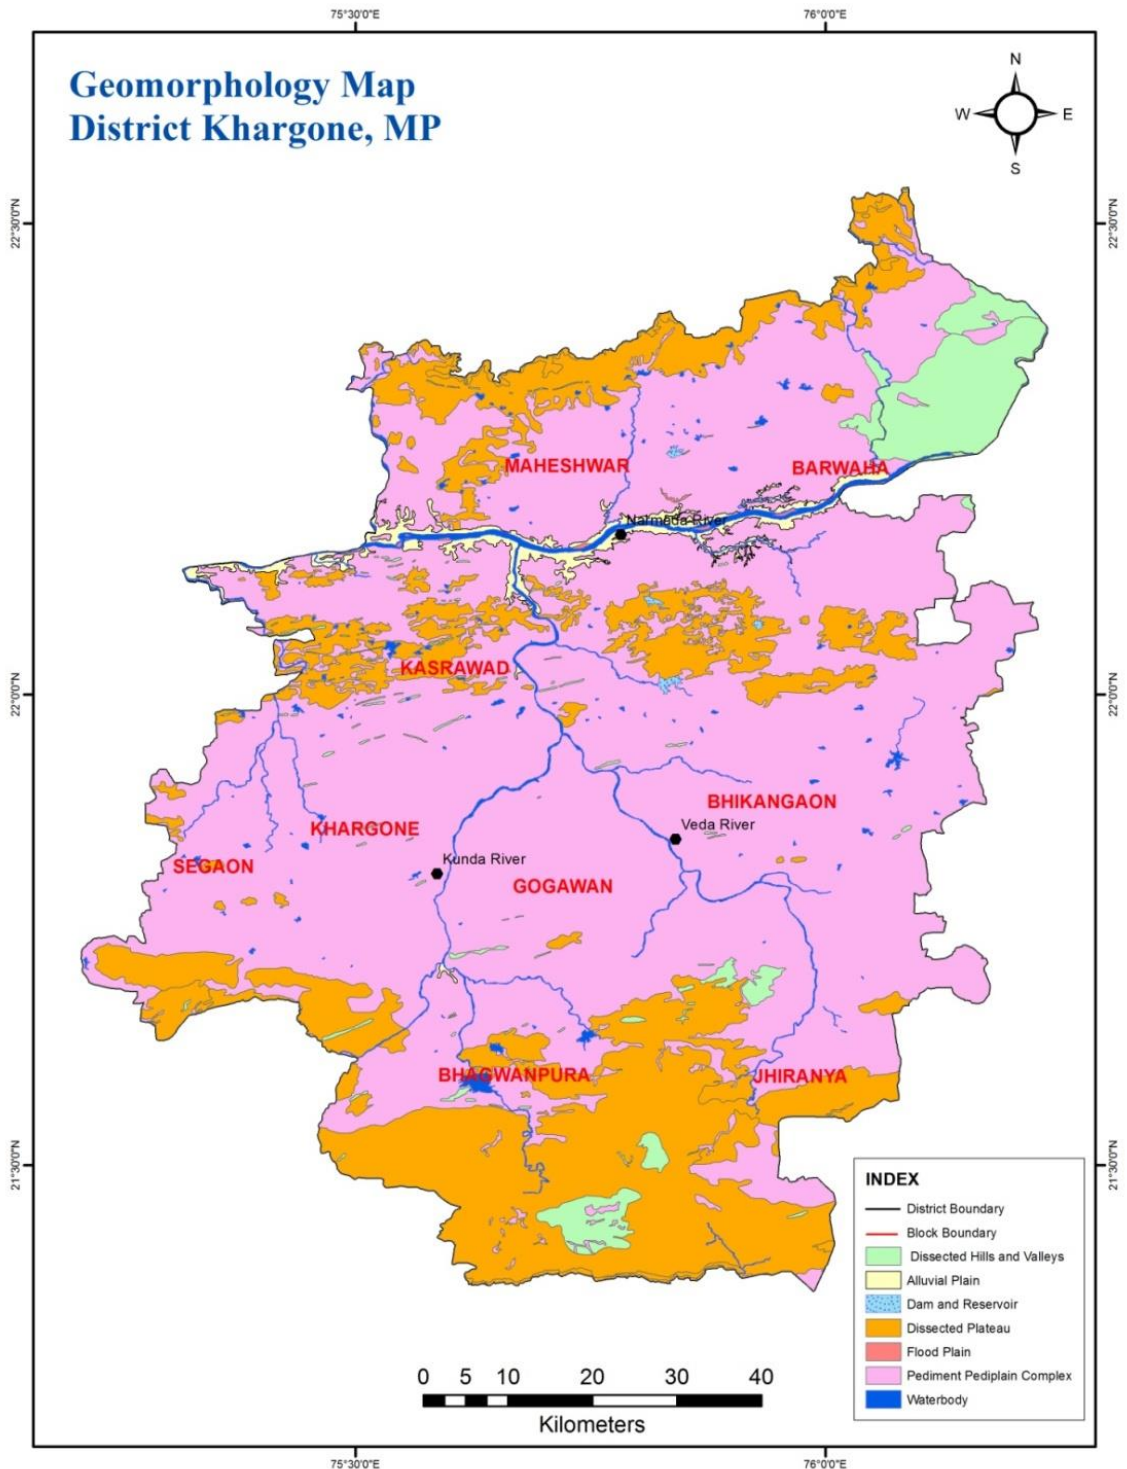 75°30'0"E 76°0'0"E
Geomorphology Map
District Khargone, MP
N
W E
S
22°30'0"N 22°30'0"N
MAHESHWAR BARWAHA
Narmada River
KASRAWAD
22°0'0"N 22°0'0"N
BHIKANGAON
Veda River
KHARGONE
Kunda River
SEGAON
GOGAWAN
BHAGWANPURA JHIRANYA
21°30'0"N 21°30'0"N
INDEX
District Boundary
Block Boundary
Dissected Hills and Valleys
Alluvial Plain
Dam and Reservoir
Dissected Plateau
Flood Plain
Pediment Pediplain Complex
Waterbody
0 5 10 20 30 40
Kilometers
75°30'0"E 76°0'0"E